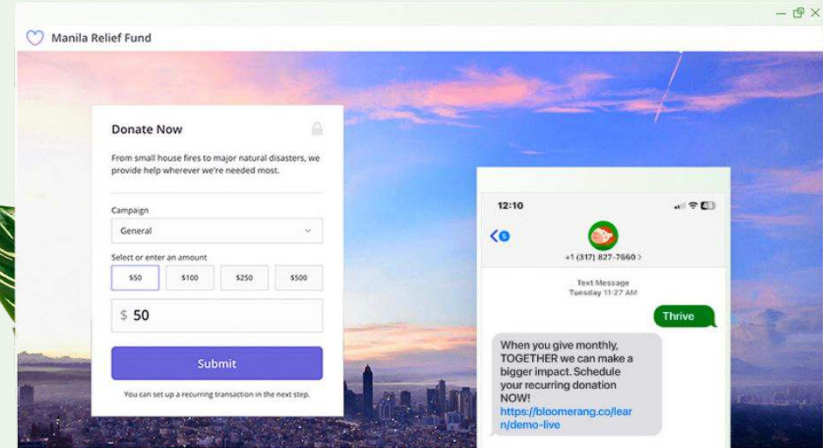 Manila Relief Fund
Donate Now
From small house fires to major natural disasters, we
provide help wherever we're needed most.
Campaign
General
Select or enter an amount
$50
$100
$250
$500
$ 50
Submit
You can set up a recurring transaction in the next step.
12:10
+1 (317) 827-7660 >
Text Message
Tuesday 11:27 AM
Thrive
When you give monthly,
TOGETHER we can make a
bigger impact. Schedule
your recurring donation
NOW!
https://bloomerang.co/lear
n/demo-live